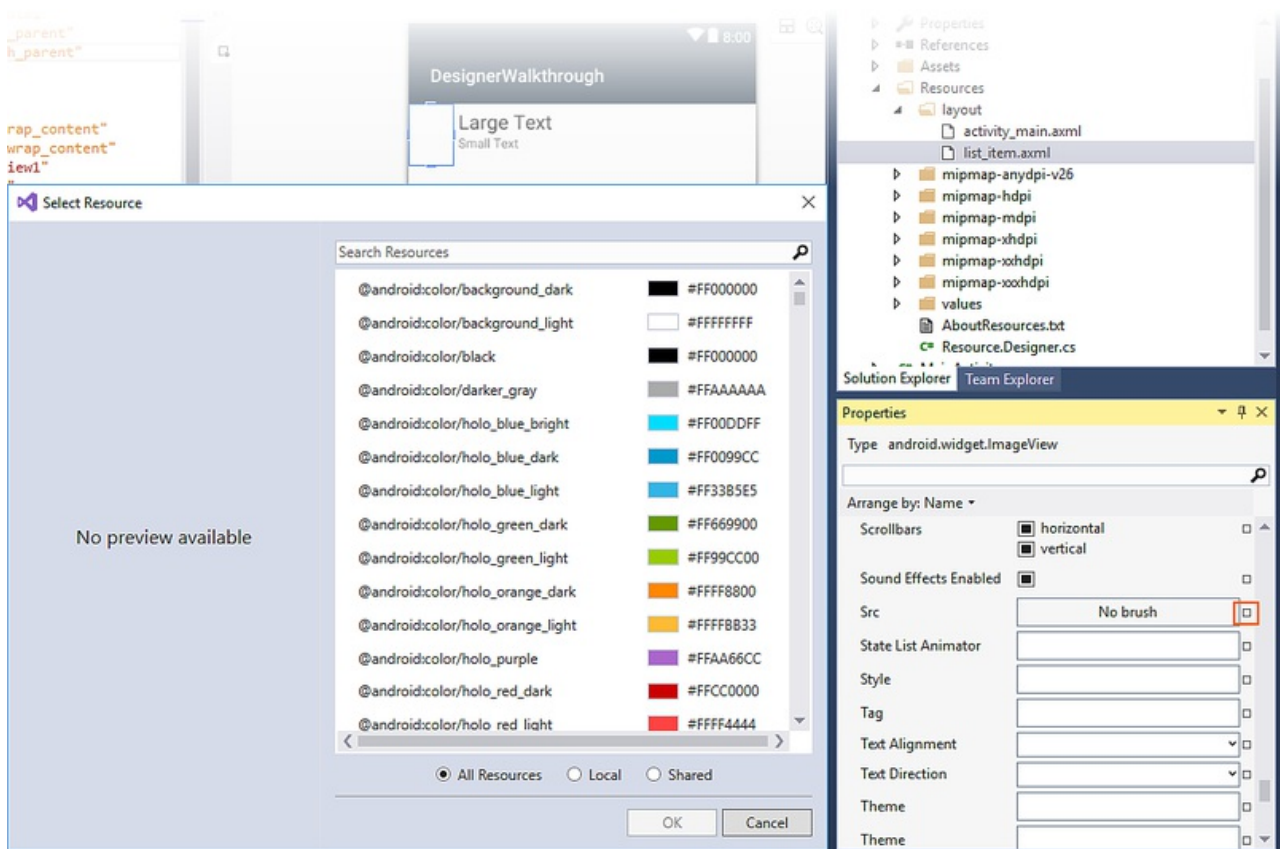 _parent"
h_parent"
rap_content"
wrap_content"
iew1"
8:00
DesignerWalkthrough
Large Text
Small Text
Properties
References
Assets
Resources
layout
activity_main.axml
list_item.axml
mipmap-anydpi-v26
mipmap-hdpi
mipmap-mdpi
mipmap-xhdpi
mipmap-xxhdpi
mipmap-xxxhdpi
values
AboutResources.txt
C# Resource.Designer.cs
Solution Explorer Team Explorer
Select Resource
No preview available
Search Resources
@android:color/background_dark #FF000000
@android:color/background_light #FFFFFFFF
@android:color/black #FF000000
@android:color/darker_gray #FFAAAAAA
@android:color/holo_blue_bright #FF00DDFF
@android:color/holo_blue_dark #FF0099CC
@android:color/holo_blue_light #FF33B5E5
@android:color/holo_green_dark #FF669900
@android:color/holo_green_light #FF99CC00
@android:color/holo_orange_dark #FFFF8800
@android:color/holo_orange_light #FFFFBB33
@android:color/holo_purple #FFAA66CC
@android:color/holo_red_dark #FFCC0000
@android:color/holo_red_light #FFFF4444
All Resources Local Shared
OK Cancel
Properties
Type android.widget.ImageView
Arrange by: Name
Scrollbars horizontal
vertical
Sound Effects Enabled
Src No brush
State List Animator
Style
Tag
Text Alignment
Text Direction
Theme
Theme